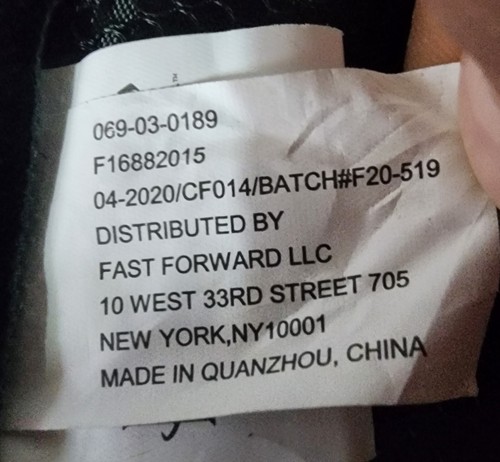 069-03-0189
F16882015
04-2020/CF014/BATCH#F20-519
DISTRIBUTED BY
FAST FORWARD LLC
10 WEST 33RD STREET 705
NEW YORK,NY10001
MADE IN QUANZHOU, CHINA